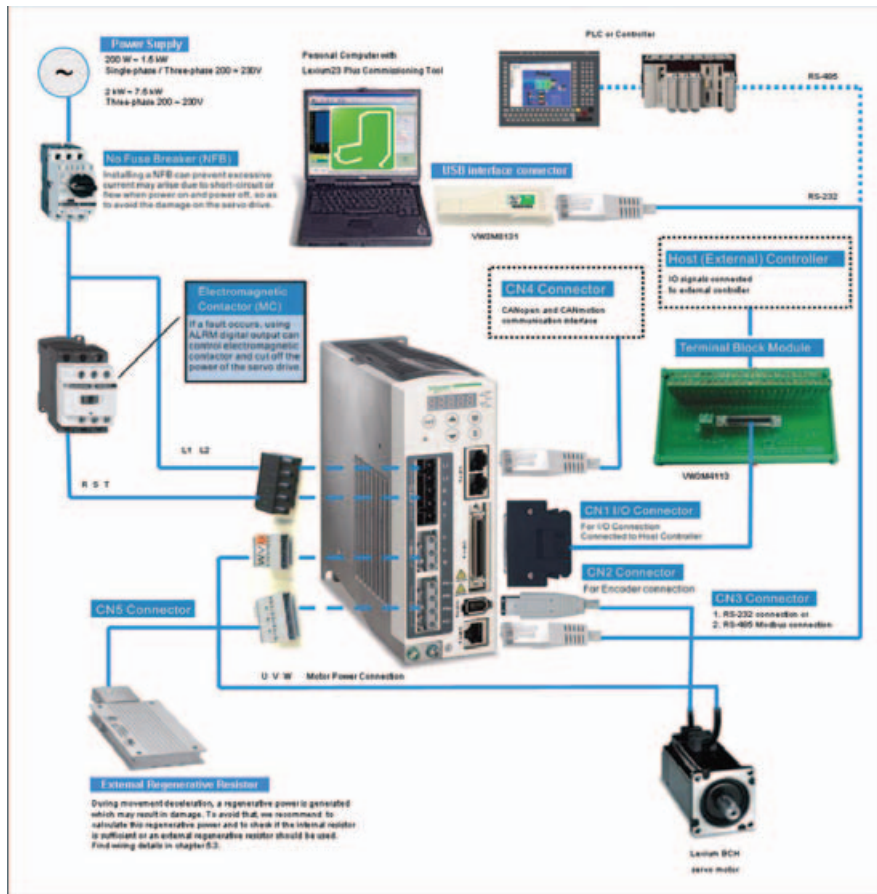 Power Supply
200 W ~ 1.5 kW
Single-phase / Three-phase 200 ~ 230V
2 kW ~ 7.5 kW
Three-phase 200 ~ 230V
Pesonal Computer with
Lexium23 Plus Commissioning Tool
PLC or Controller
RS-485
No Fuse Breaker (NFB)
Installing a NFB can prevent excessive
current may arise due to short-circuit or
flow when power on and power off, so as
to avoid the damage on the servo drive.
USB interface connector
VW3M8131
RS-232
Host (External) Controller
IO signals connected
to external controller
CN4 Connector
CANopen and CANmotion
communication interface
Electromagnetic
Contactor (MC)
If a fault occurs, using
ALRM digital output can
control electromagnetic
contactor and cut off the
power of the servo drive.
Terminal Block Module
L1 L2
R S T
VW3M4113
CN1 I/O Connector
For I/O Connection
Connected to Host Controller
CN2 Connector
For Encoder connection
CN5 Connector
CN3 Connector
1. RS-232 connection or
2. RS-485 Modbus connection
U V W Motor Power Connection
External Regenerative Resistor
During movement deceleration, a regenerative power is generated
which may result in damage. To avoid that, we recommend to
calculate this regenerative power and to check if the internal resistor
is sufficient or an external regenerative resistor should be used.
Find wiring details in chapter 5.3.
Lexium BCH
servo motor